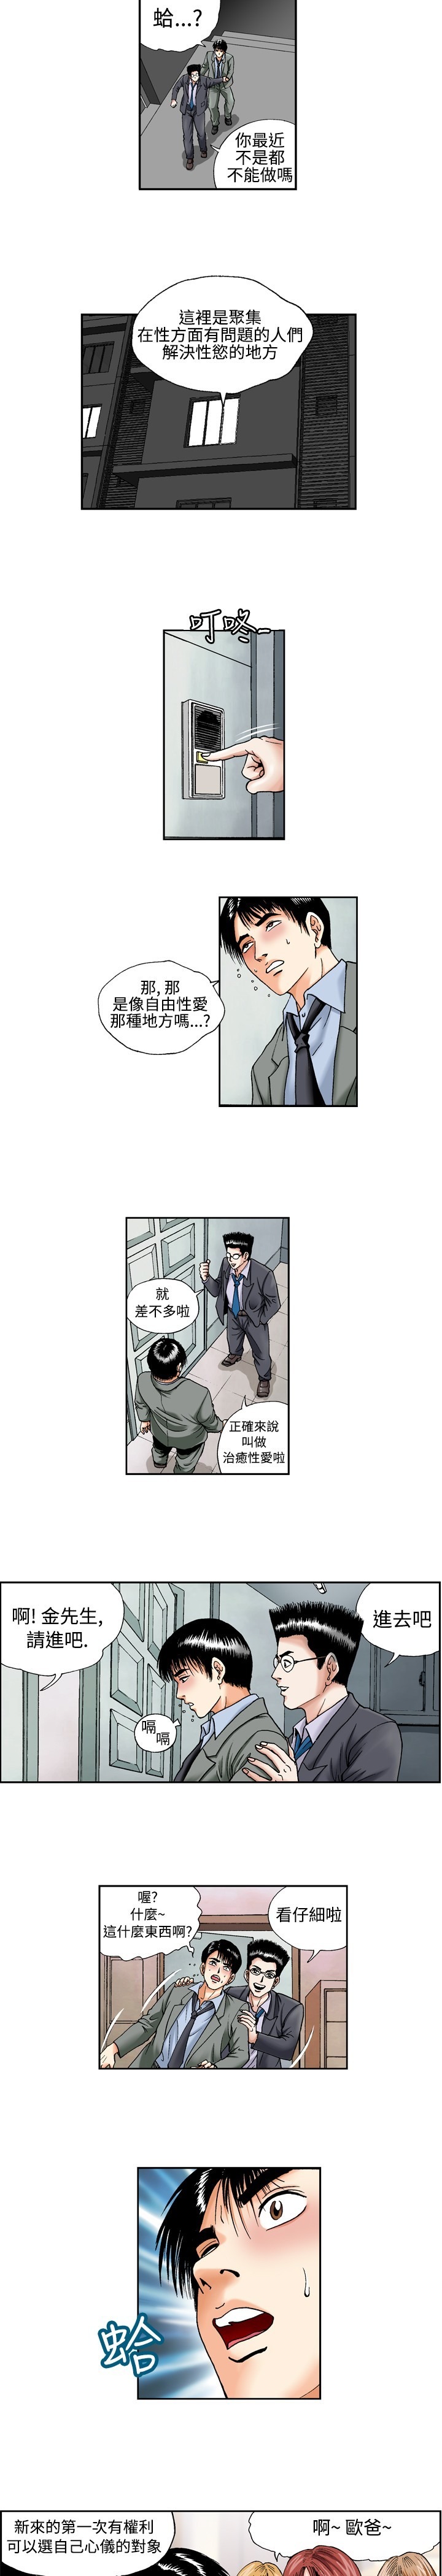 蛤...?
你最近
不是都
不能做嗎
這裡是聚集
在性方面有問題的人們
解決性慾的地方
叮咚-
那, 那
是像自由性愛
那種地方嗎...?
就
差不多啦
正確來說
叫做
治癒性愛啦
啊! 金先生,
請進吧.
進去吧
嗝
嗝
喔?
什麼~
這什麼東西啊?
看仔細啦
蛤
新來的第一次有權利
可以選自己心儀的對象
啊~ 歐爸~